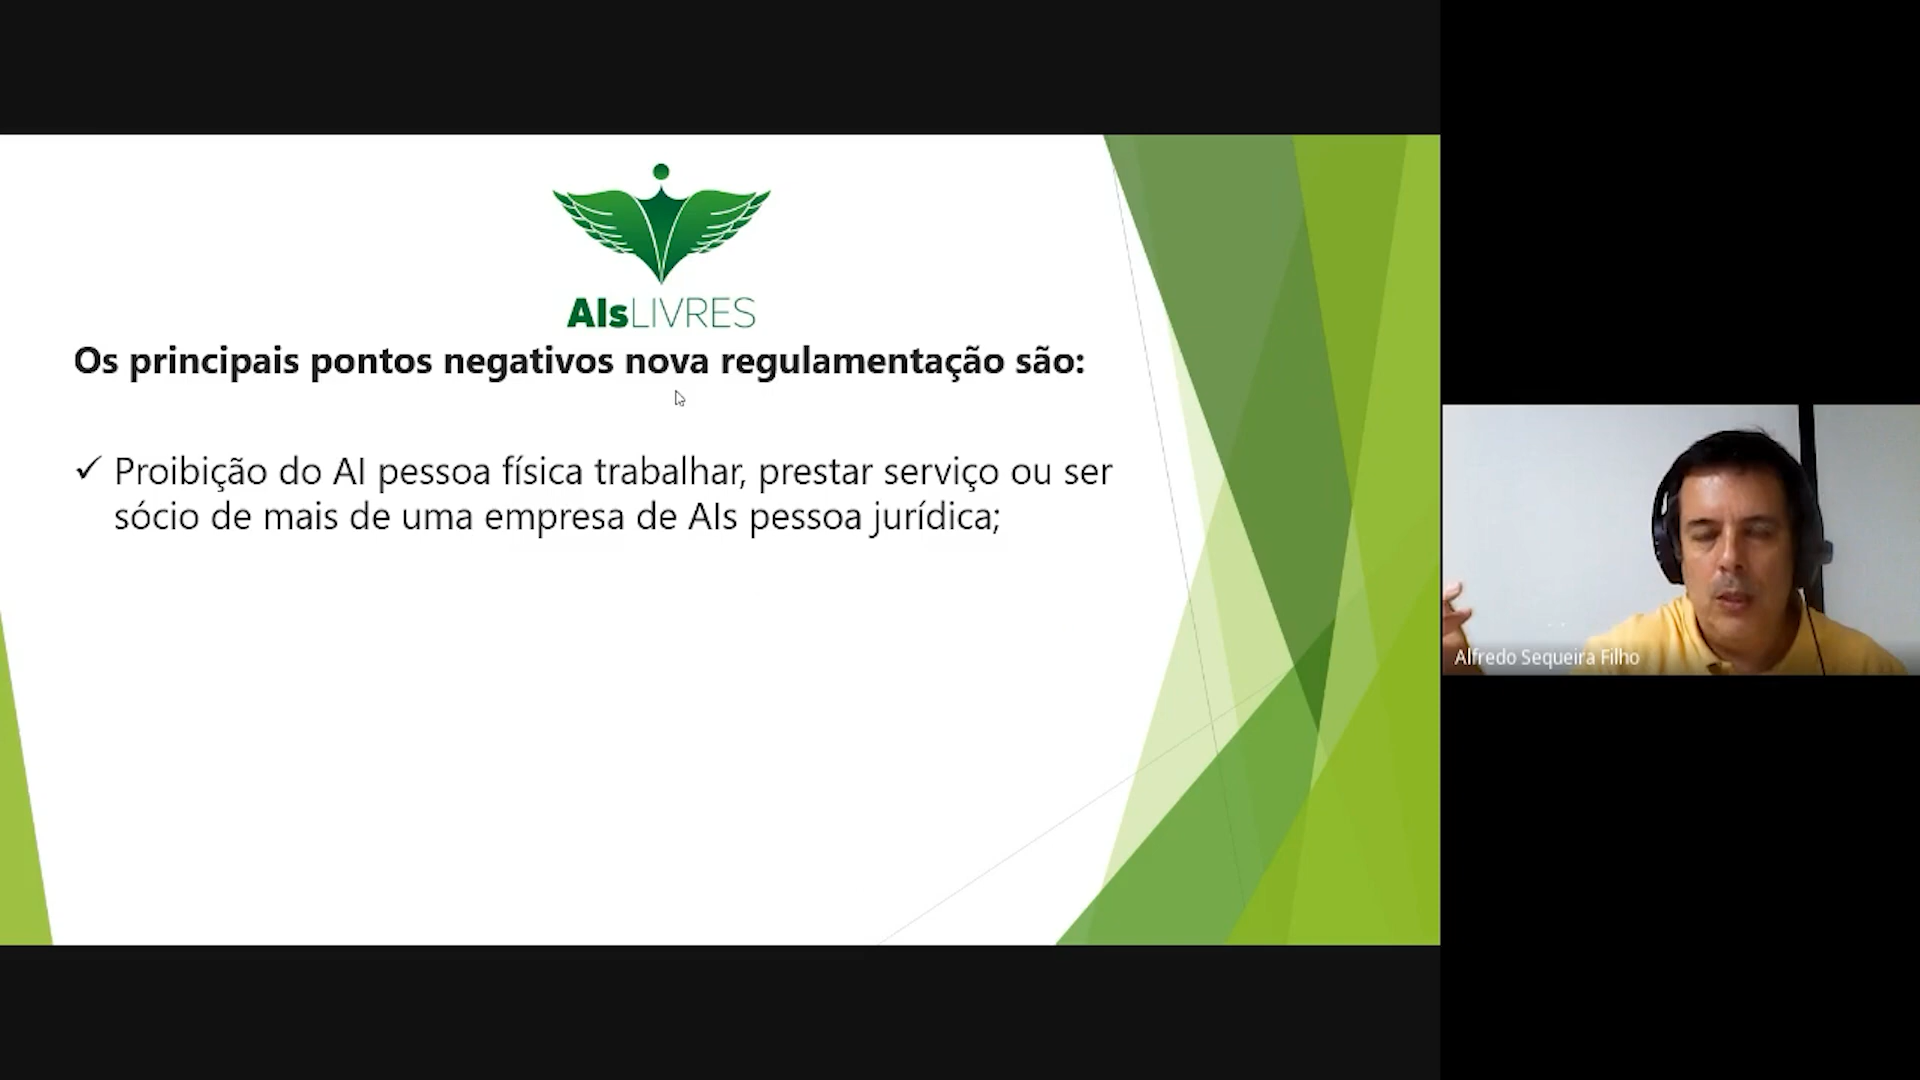 AIsLIVRES
Os principais pontos negativos nova regulamentação são:
✓ Proibição do AI pessoa física trabalhar, prestar serviço ou ser
sócio de mais de uma empresa de AIs pessoa jurídica;
Alfredo Sequeira Filho